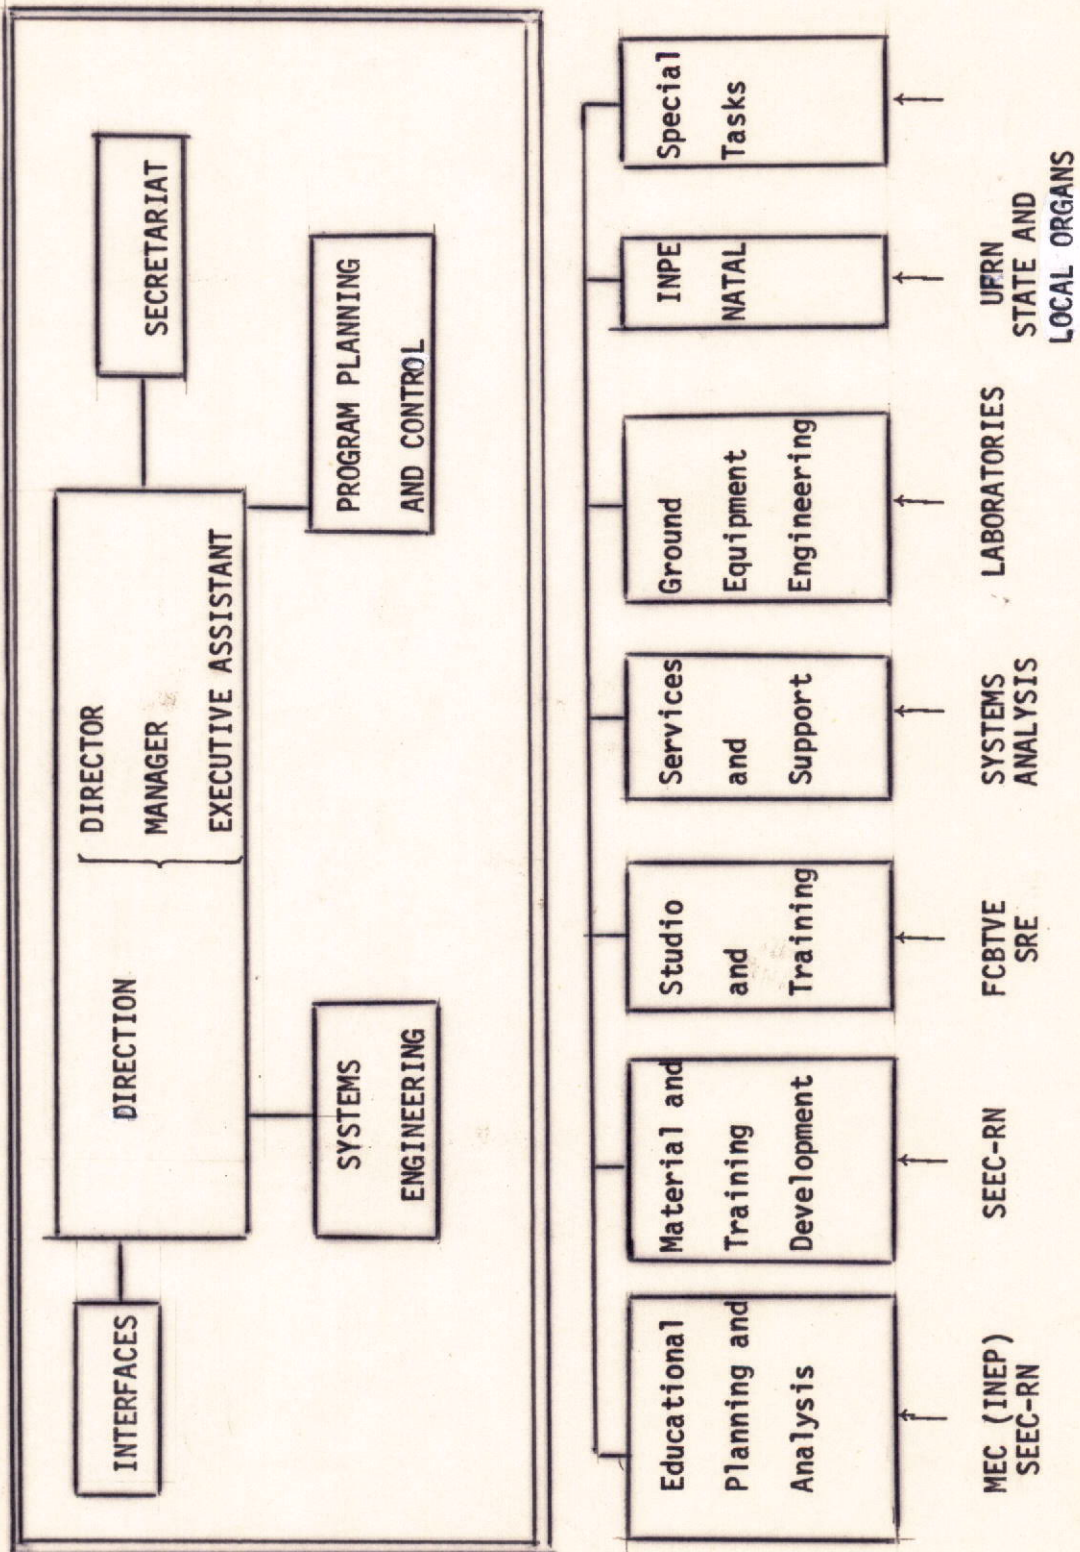 INTERFACES
DIRECTION
DIRECTOR
MANAGER
EXECUTIVE ASSISTANT
SECRETARIAT
SYSTEMS
ENGINEERING
PROGRAM PLANNING
AND CONTROL
Educational
Planning and
Analysis
Material and
Training
Development
Studio
and
Training
Services
and
Support
Ground
Equipment
Engineering
INPE
NATAL
Special
Tasks
MEC (INEP)
SEEC-RN
SEEC-RN
FCBTVE
SRE
SYSTEMS
ANALYSIS
LABORATORIES
UFRN
STATE AND
LOCAL ORGANS